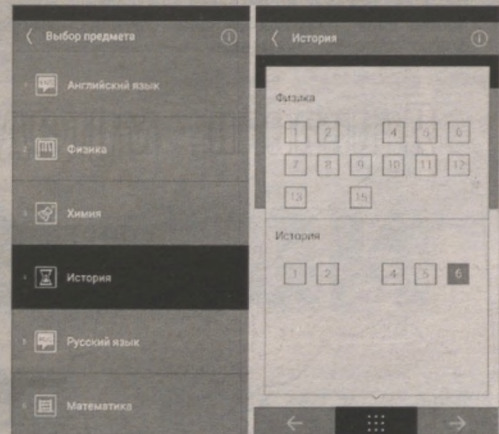 Выбор предмета
Английский язык
Физика
Химия
История
Русский язык
Математика
История
Физика
1 2 4 5 6
7 8 9 10 11 12
13 15
История
1 2 4 5 6